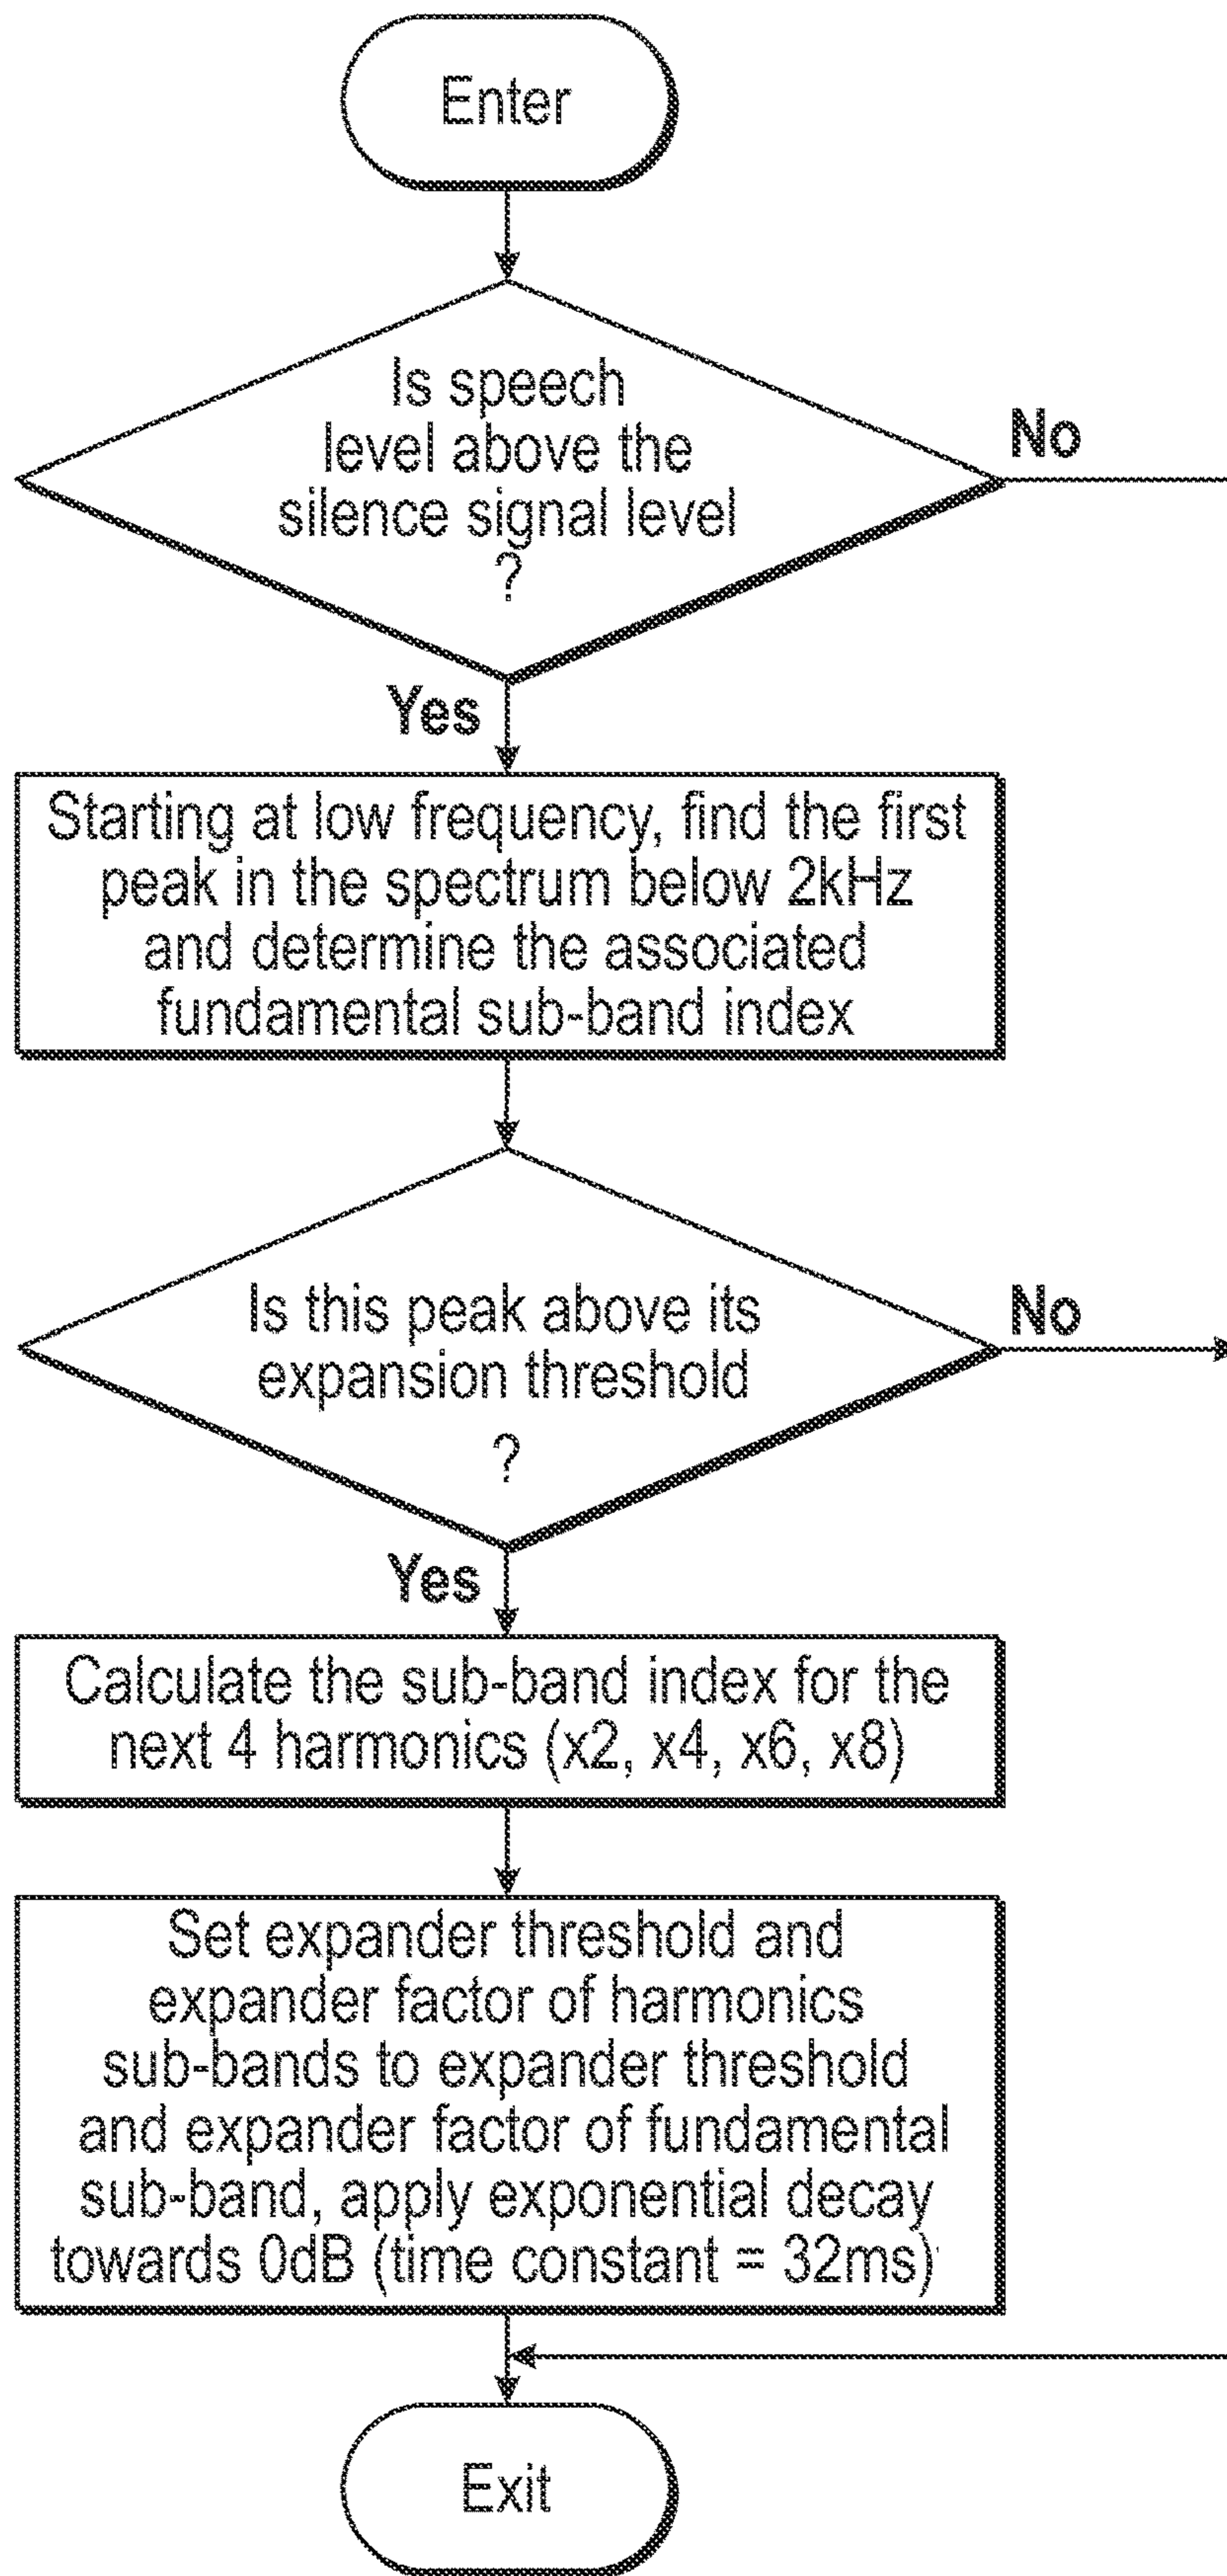 Enter
Is speech
level above the
silence signal level
?
No
Yes
Starting at low frequency, find the first
peak in the spectrum below 2kHz
and determine the associated
fundamental sub-band index
Is this peak above its
expansion threshold
?
No
Yes
Calculate the sub-band index for the
next 4 harmonics (x2, x4, x6, x8)
Set expander threshold and
expander factor of harmonics
sub-bands to expander threshold
and expander factor of fundamental
sub-band, apply exponential decay
towards 0dB (time constant = 32ms)
Exit